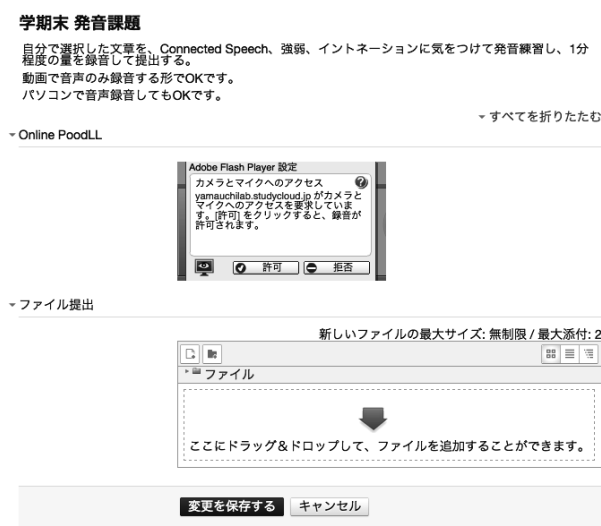 学期末 発音課題
自分で選択した文章を、Connected Speech、強弱、イントネーションに気をつけて発音練習し、1分
程度の量を録音して提出する。
動画で音声のみ録音する形でOKです。
パソコンで音声録音してもOKです。
すべてを折りたたむ
Online PoodLL
Adobe Flash Player 設定
カメラとマイクへのアクセス
yamauchilab.studycloud.jp がカメラと
マイクへのアクセスを要求していま
す。[許可] をクリックすると、録音が
許可されます。
許可 拒否
ファイル提出
新しいファイルの最大サイズ: 無制限 / 最大添付: 2
ファイル
ここにドラッグ&ドロップして、ファイルを追加することができます。
変更を保存する キャンセル